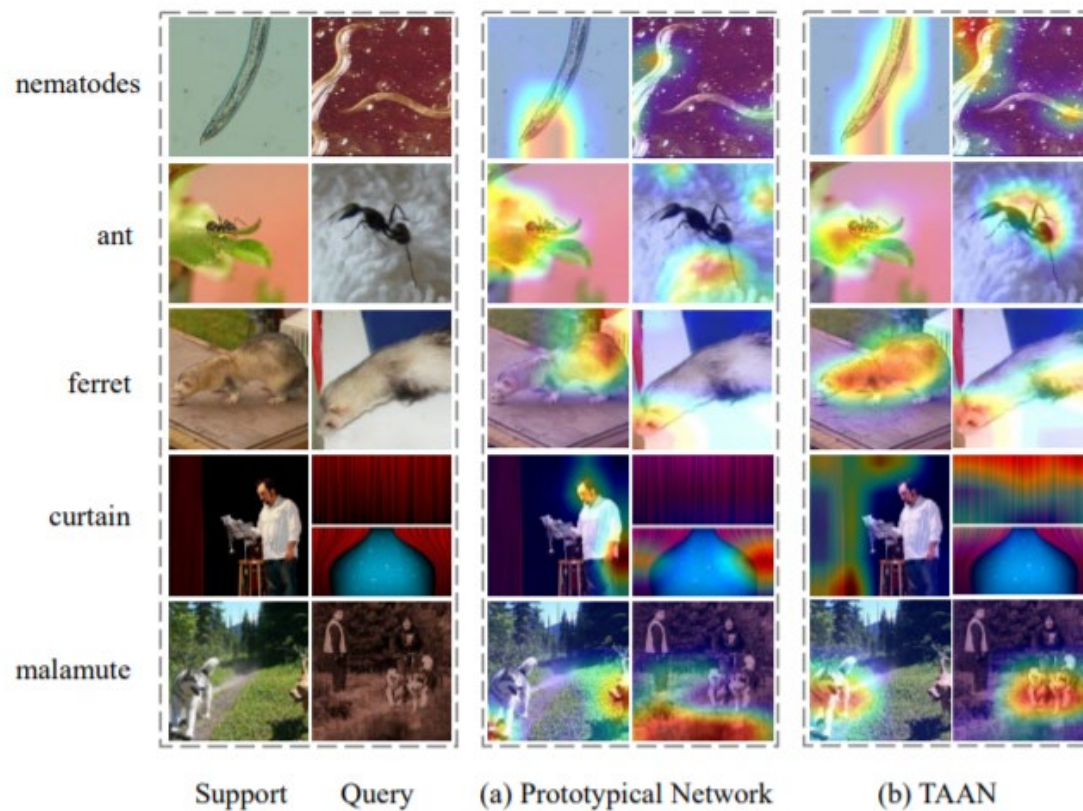 nematodes
ant
ferret
curtain
malamute
Support Query (a) Prototypical Network (b) TAAN